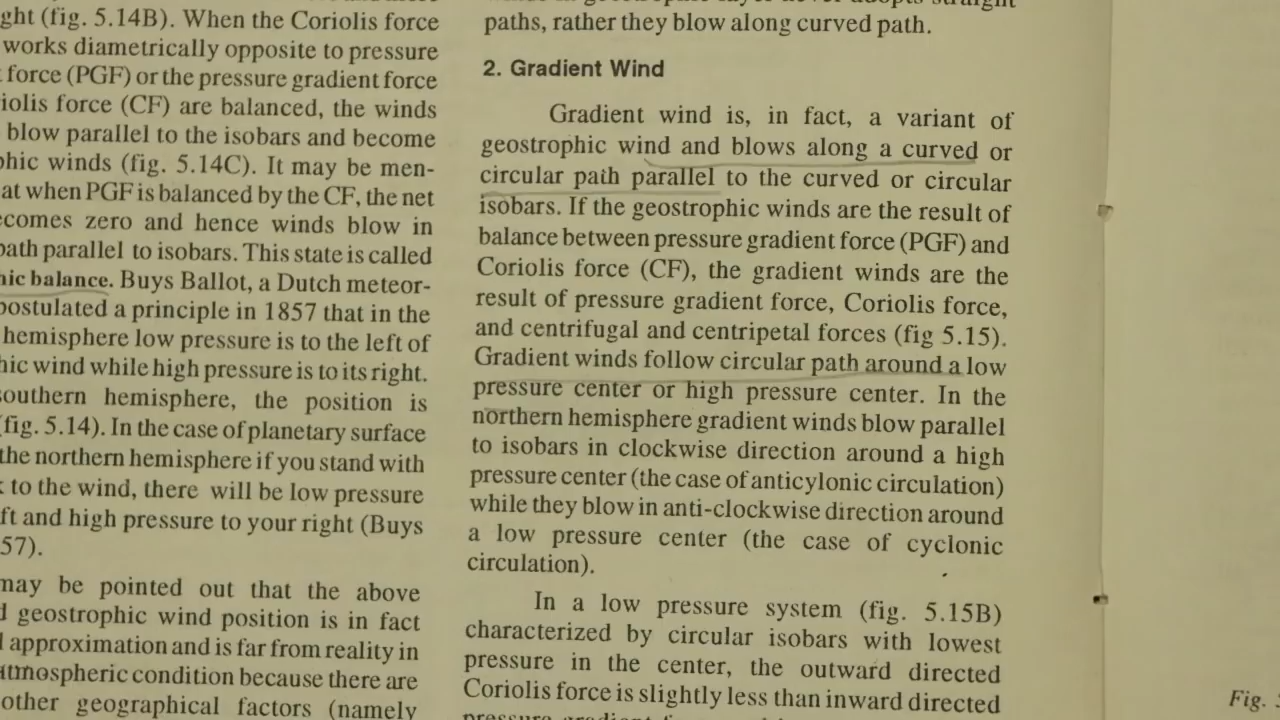 ght (fig. 5.14B). When the Coriolis force
works diametrically opposite to pressure
force (PGF) or the pressure gradient force
iolis force (CF) are balanced, the winds
blow parallel to the isobars and become
phic winds (fig. 5.14C). It may be men-
at when PGF is balanced by the CF, the net
ecomes zero and hence winds blow in
path parallel to isobars. This state is called
hic balance. Buys Ballot, a Dutch meteor-
postulated a principle in 1857 that in the
hemisphere low pressure is to the left of
hic wind while high pressure is to its right.
southern hemisphere, the position is
(fig. 5.14). In the case of planetary surface
the northern hemisphere if you stand with
to the wind, there will be low pressure
ft and high pressure to your right (Buys
57).
may be pointed out that the above
d geostrophic wind position is in fact
l approximation and is far from reality in
atmospheric condition because there are
other geographical factors (namely
paths, rather they blow along curved path.
2. Gradient Wind
Gradient wind is, in fact, a variant of
geostrophic wind and blows along a curved or
circular path parallel to the curved or circular
isobars. If the geostrophic winds are the result of
balance between pressure gradient force (PGF) and
Coriolis force (CF), the gradient winds are the
result of pressure gradient force, Coriolis force,
and centrifugal and centripetal forces (fig 5.15).
Gradient winds follow circular path around a low
pressure center or high pressure center. In the
northern hemisphere gradient winds blow parallel
to isobars in clockwise direction around a high
pressure center (the case of anticylonic circulation)
while they blow in anti-clockwise direction around
a low pressure center (the case of cyclonic
circulation).
In a low pressure system (fig. 5.15B)
characterized by circular isobars with lowest
pressure in the center, the outward directed
Coriolis force is slightly less than inward directed
Fig.